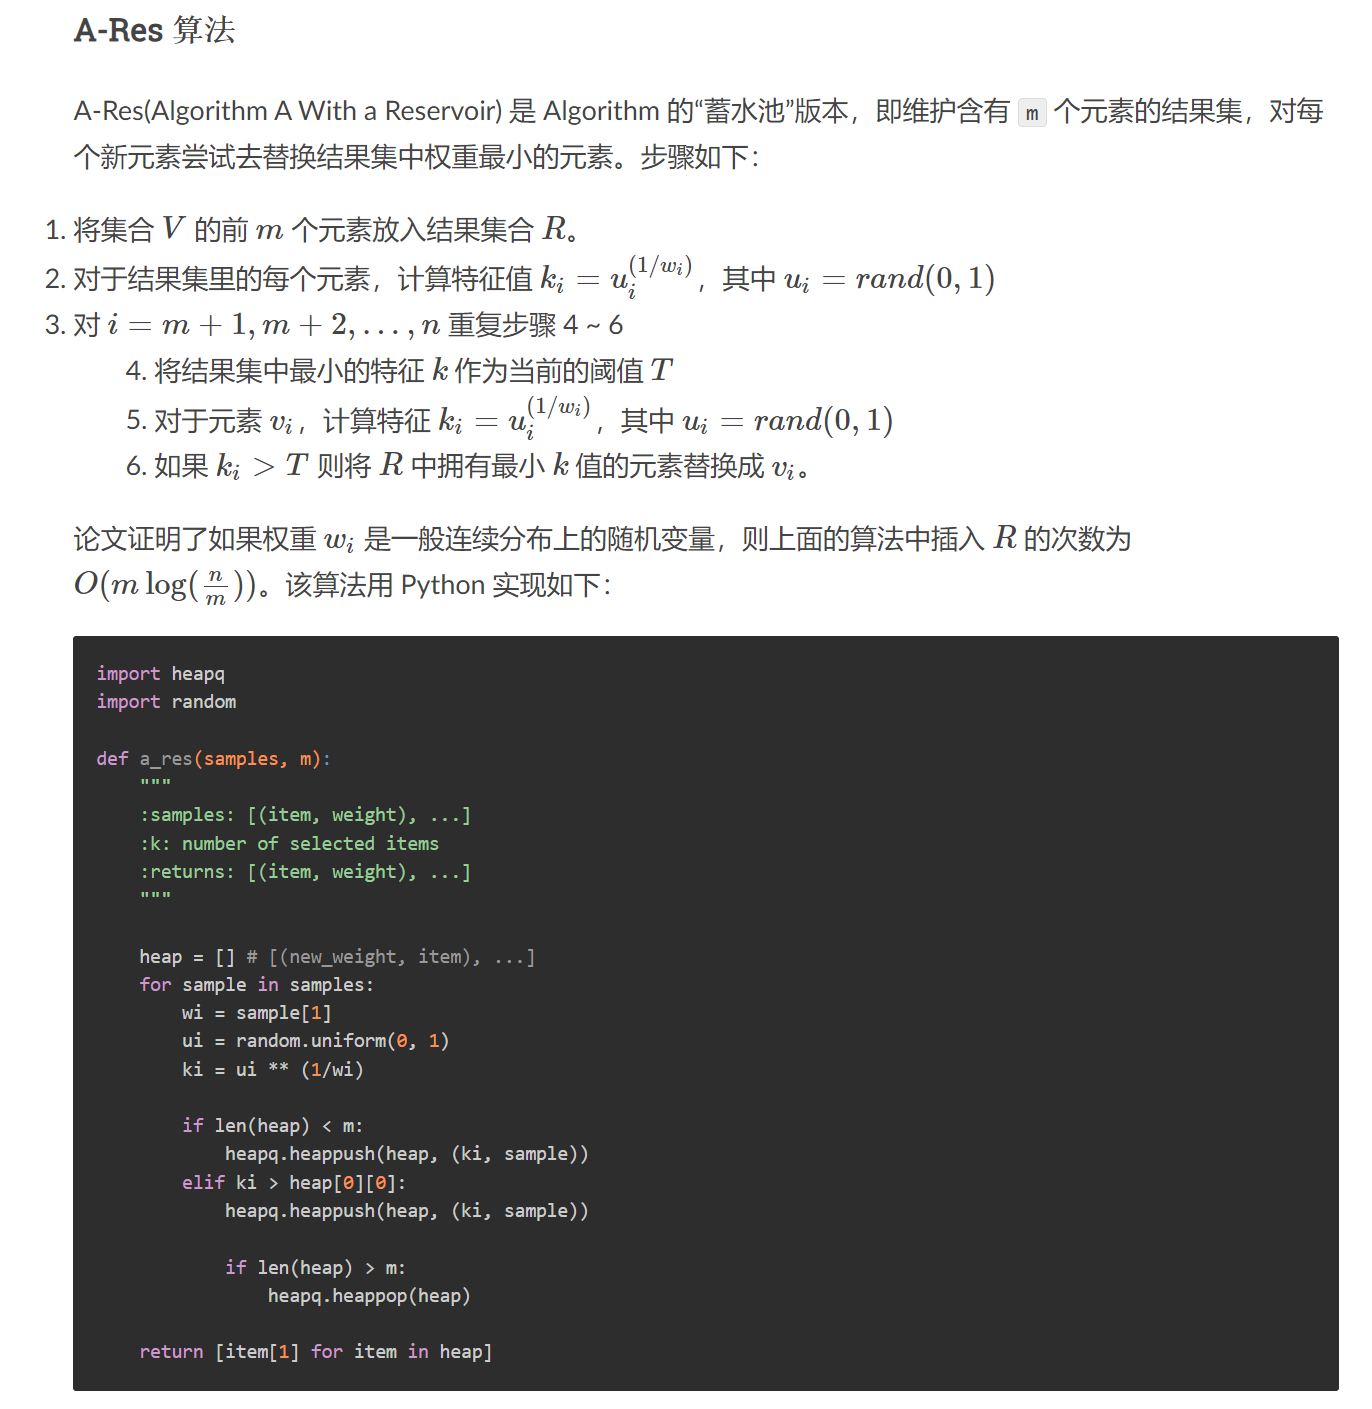 A-Res 算法
A-Res(Algorithm A With a Reservoir) 是 Algorithm 的“蓄水池”版本，即维护含有 m 个元素的结果集，对每
个新元素尝试去替换结果集中权重最小的元素。步骤如下：
1. 将集合 V 的前 m 个元素放入结果集合 R。
2. 对于结果集里的每个元素，计算特征值 k_i = u_i^{(1/w_i)}，其中 u_i = rand(0, 1)
3. 对 i = m + 1, m + 2, . . . , n 重复步骤 4 ~ 6
4. 将结果集中最小的特征 k 作为当前的阈值 T
5. 对于元素 v_i，计算特征 k_i = u_i^{(1/w_i)}，其中 u_i = rand(0, 1)
6. 如果 k_i > T 则将 R 中拥有最小 k 值的元素替换成 v_i。
论文证明了如果权重 w_i 是一般连续分布上的随机变量，则上面的算法中插入 R 的次数为
O(m log(\frac{n}{m}))。该算法用 Python 实现如下：
import heapq
import random
def a_res(samples, m):
    """
    :samples: [(item, weight), ...]
    :k: number of selected items
    :returns: [(item, weight), ...]
    """
    heap = [] # [(new_weight, item), ...]
    for sample in samples:
        wi = sample[1]
        ui = random.uniform(0, 1)
        ki = ui ** (1/wi)
        if len(heap) < m:
            heapq.heappush(heap, (ki, sample))
        elif ki > heap[0][0]:
            heapq.heappush(heap, (ki, sample))
            if len(heap) > m:
                heapq.heappop(heap)
    return [item[1] for item in heap]